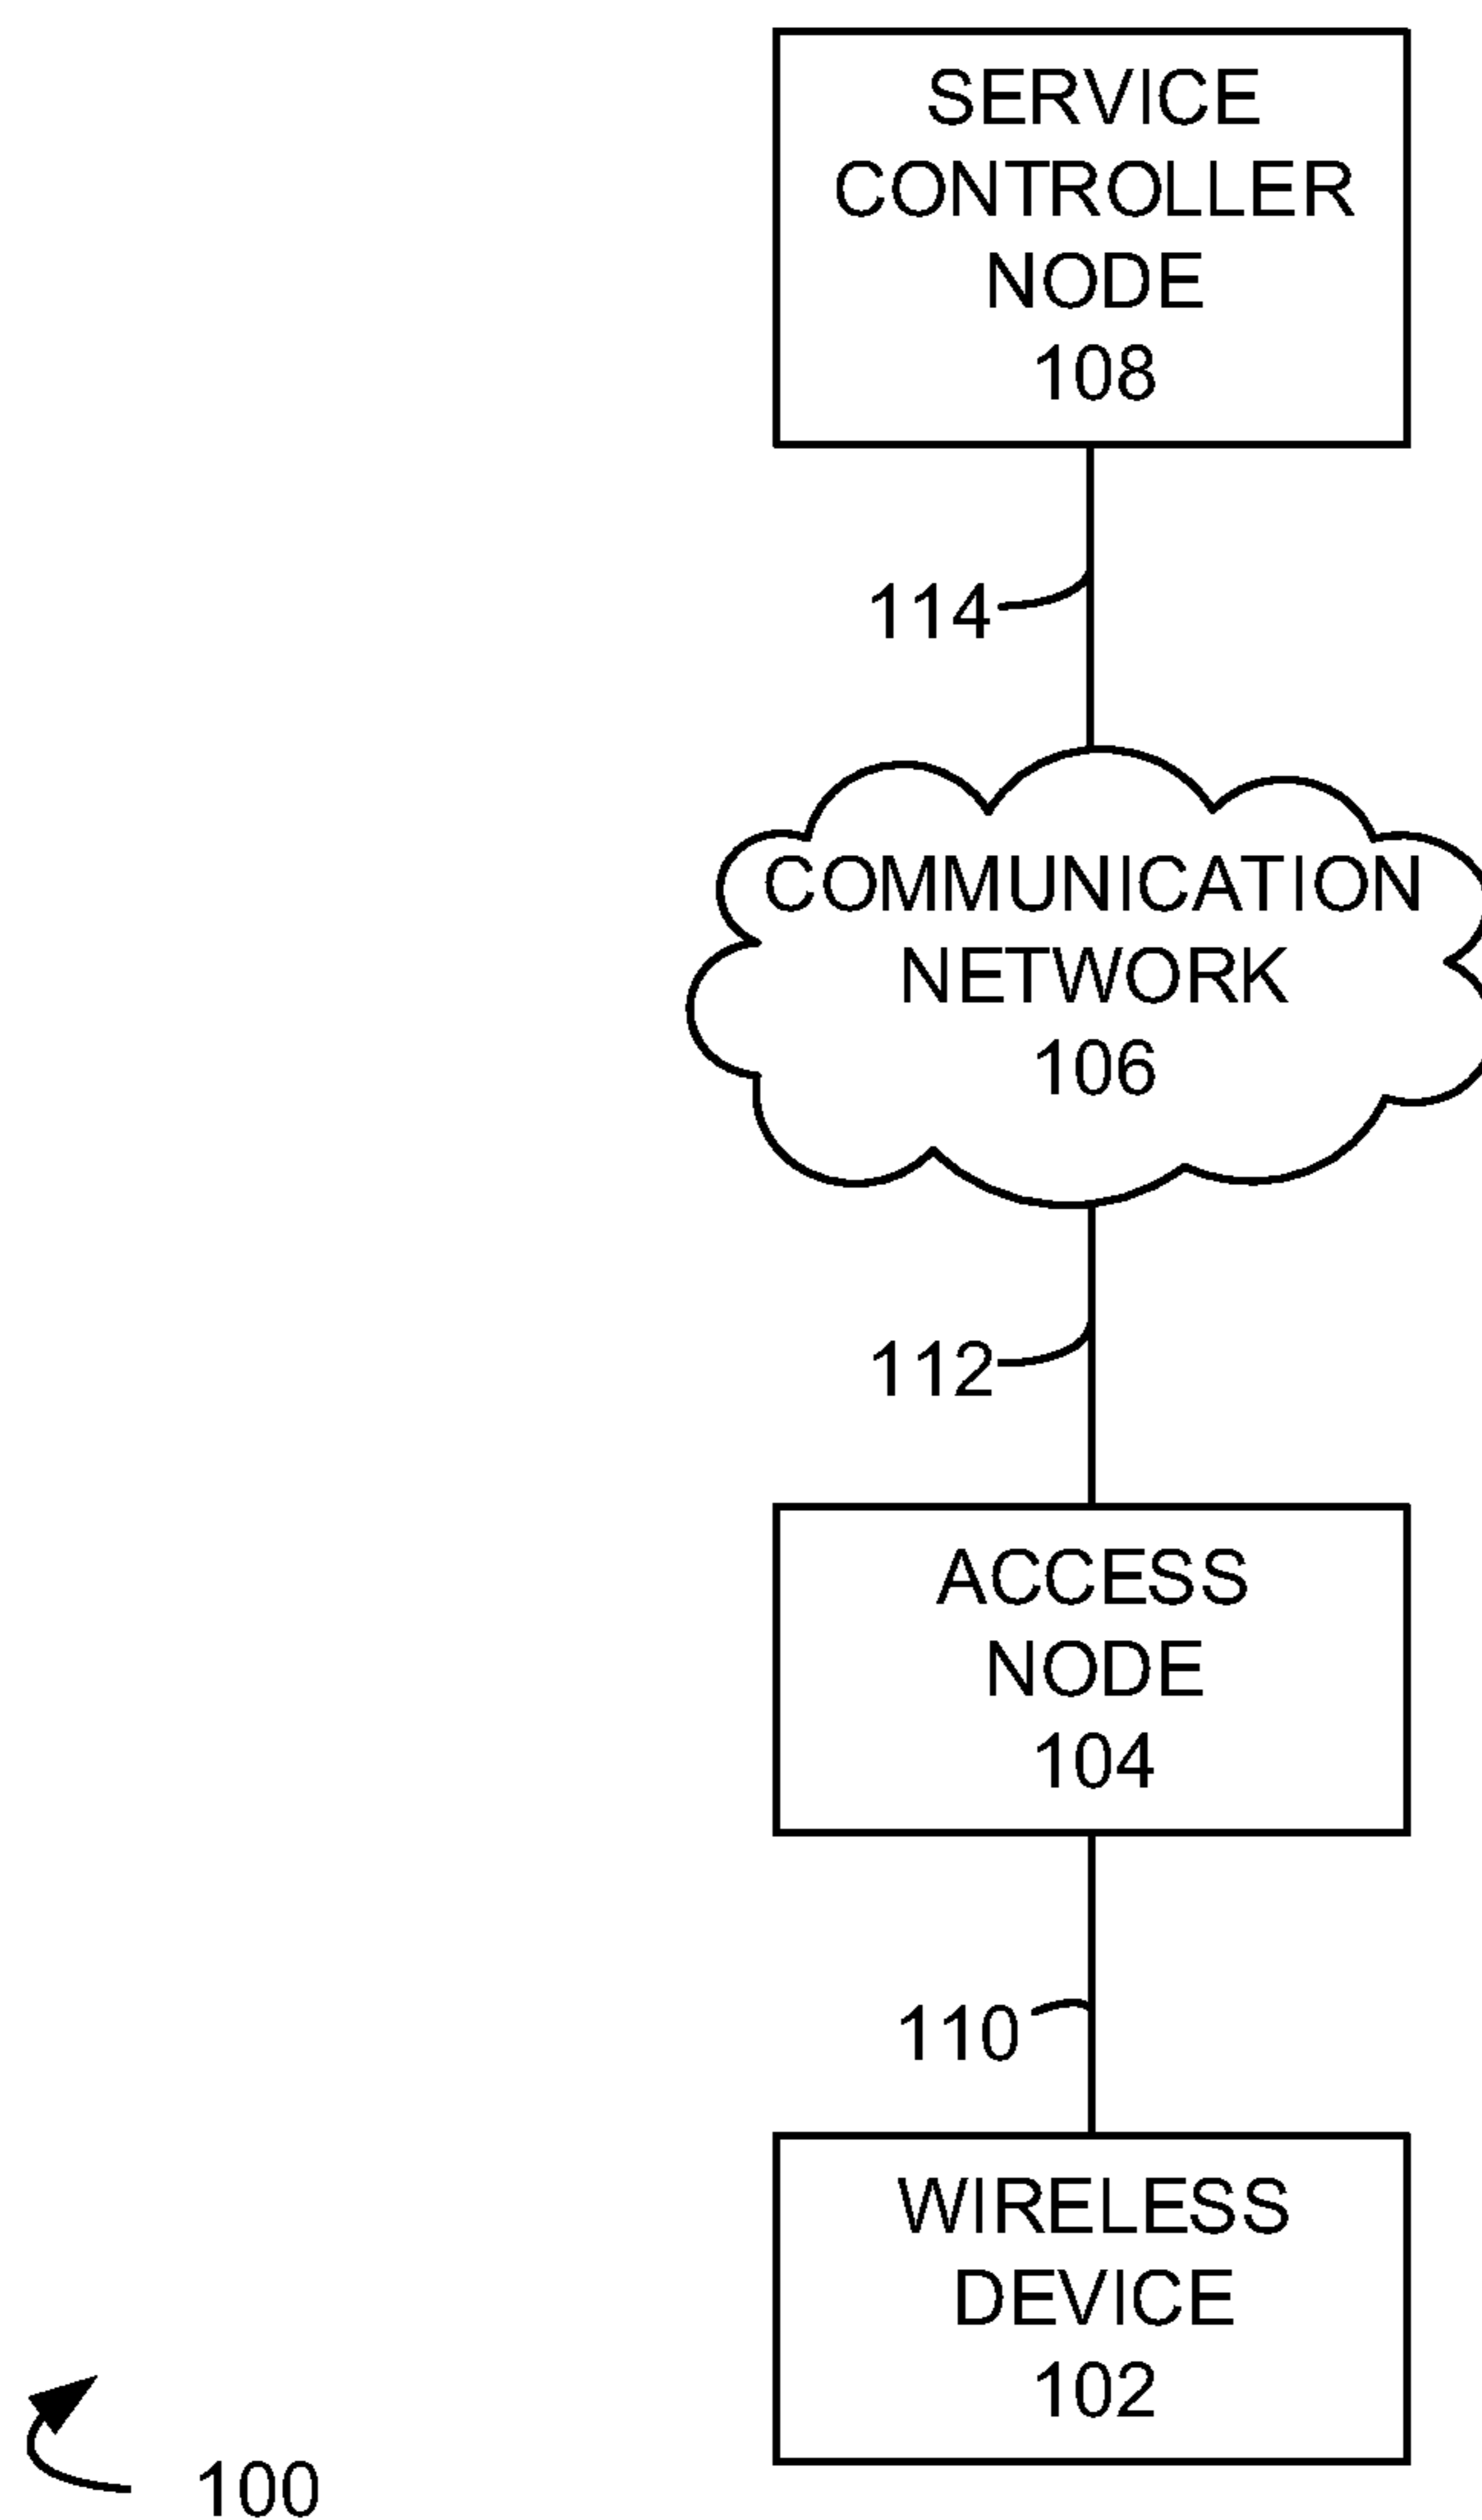 SERVICE
CONTROLLER
NODE
108
114
COMMUNICATION
NETWORK
106
112
ACCESS
NODE
104
110
WIRELESS
DEVICE
102
100